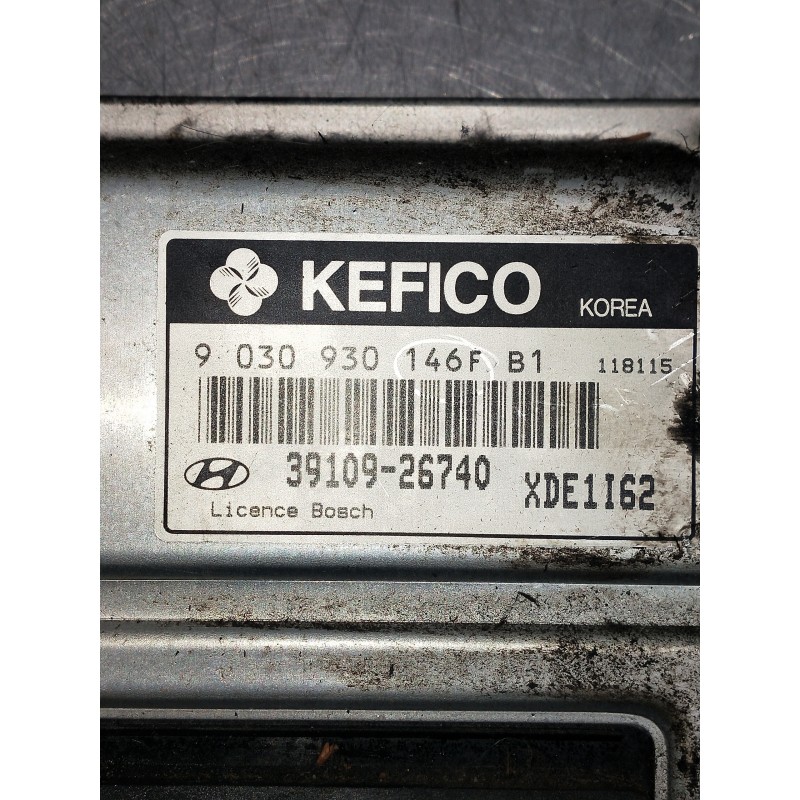 KEFICO KOREA
9 030 930 146F B1 118115
39109-26740 XDE1I62
Licence Bosch